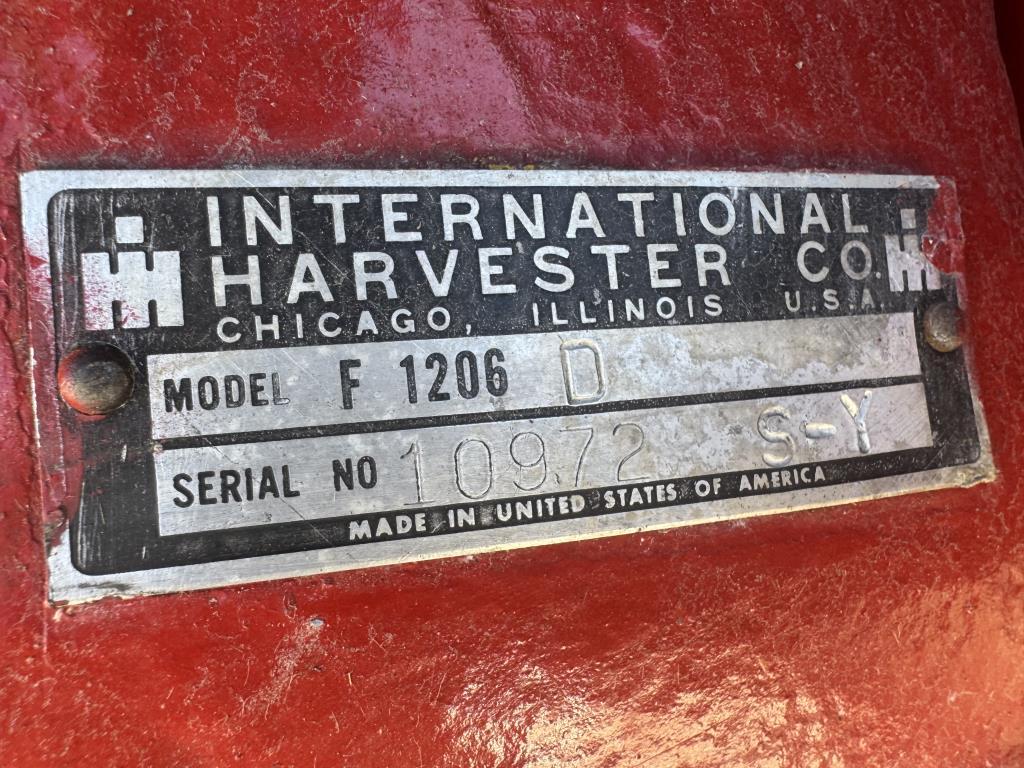 INTERNATIONAL
HARVESTER CO.
CHICAGO, ILLINOIS U.S.A.
MODEL F 1206 D
SERIAL NO 10972 S-Y
MADE IN UNITED STATES OF AMERICA